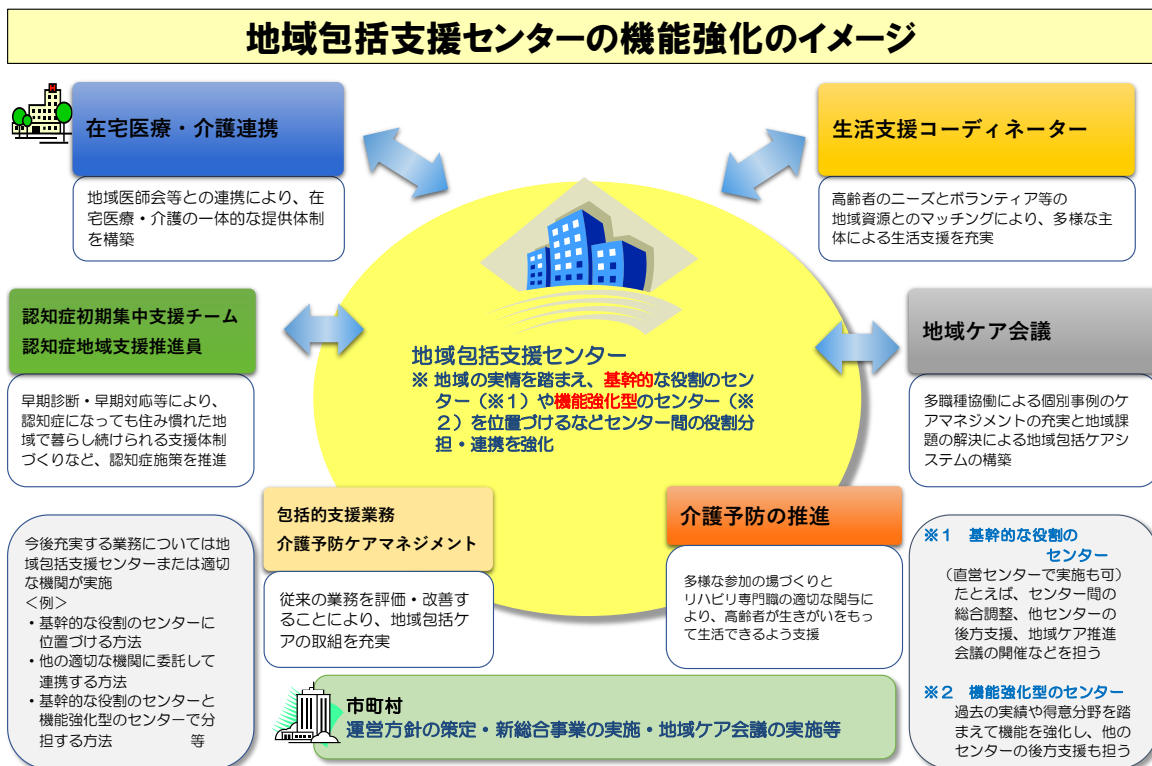 地域包括支援センターの機能強化のイメージ
在宅医療・介護連携
地域医師会等との連携により、在
宅医療・介護の一体的な提供体制
を構築
生活支援コーディネーター
高齢者のニーズとボランティア等の
地域資源とのマッチングにより、多様な主
体による生活支援を充実
認知症初期集中支援チーム
認知症地域支援推進員
早期診断・早期対応等により、
認知症になっても住み慣れた地
域で暮らし続けられる支援体制
づくりなど、認知症施策を推進
地域包括支援センター
※ 地域の実情を踏まえ、基幹的な役割のセン
ター（※１）や機能強化型のセンター（※
２）を位置づけるなどセンター間の役割分
担・連携を強化
地域ケア会議
多職種協働による個別事例のケ
アマネジメントの充実と地域課
題の解決による地域包括ケアシ
ステムの構築
包括的支援業務
介護予防ケアマネジメント
従来の業務を評価・改善す
ることにより、地域包括ケ
アの取組を充実
介護予防の推進
多様な参加の場づくりと
リハビリ専門職の適切な関与に
より、高齢者が生きがいをもっ
て生活できるよう支援
今後充実する業務については地
域包括支援センターまたは適切
な機関が実施
＜例＞
・基幹的な役割のセンターに
位置づける方法
・他の適切な機関に委託して
連携する方法
・基幹的な役割のセンターと
機能強化型のセンターで分
担する方法　　　　等
※１　基幹的な役割の
センター
（直営センターで実施も可）
たとえば、センター間の
総合調整、他センターの
後方支援、地域ケア推進
会議の開催などを担う
※２　機能強化型のセンター
過去の実績や得意分野を踏
まえて機能を強化し、他の
センターの後方支援も担う
市町村
運営方針の策定・新総合事業の実施・地域ケア会議の実施等